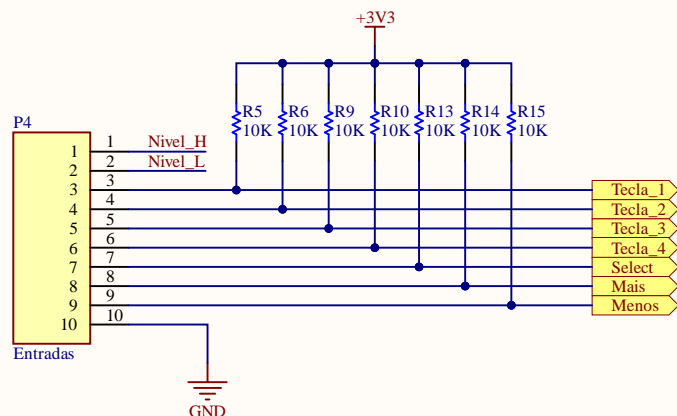 +3V3
R5
10K
R6
10K
R9
10K
R10
10K
R13
10K
R14
10K
R15
10K
P4
1 1 Nivel_H
2 2 Nivel_L
3 3 Tecla_1
4 4 Tecla_2
5 5 Tecla_3
6 6 Tecla_4
7 7 Select
8 8 Mais
9 9 Menos
10 10
Entradas
GND